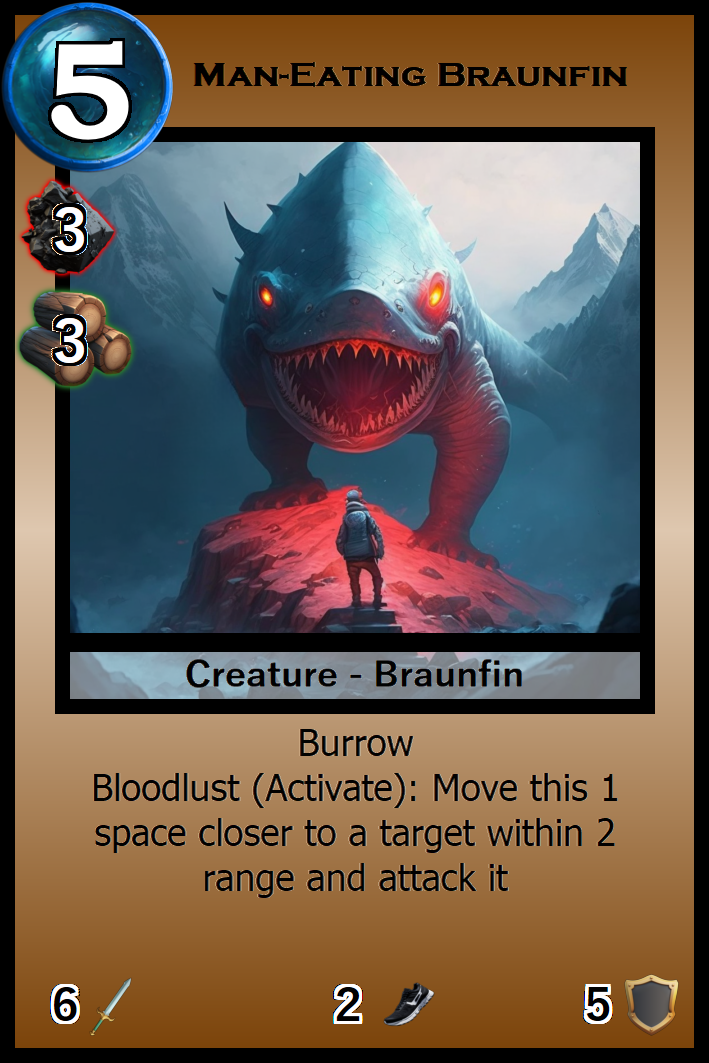 5
Man-Eating Braunfin
3
3
Creature - Braunfin
Burrow
Bloodlust (Activate): Move this 1
space closer to a target within 2
range and attack it
6 2 5